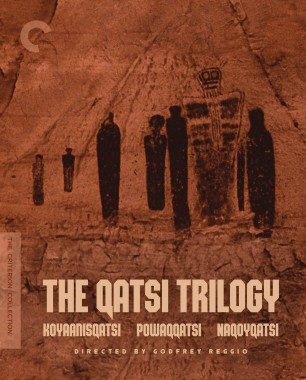 THE CRITERION COLLECTION
THE QATSI TRILOGY
KOYAANISQATSI POWAQQATSI NAQOYQATSI
DIRECTED BY GODFREY REGGIO